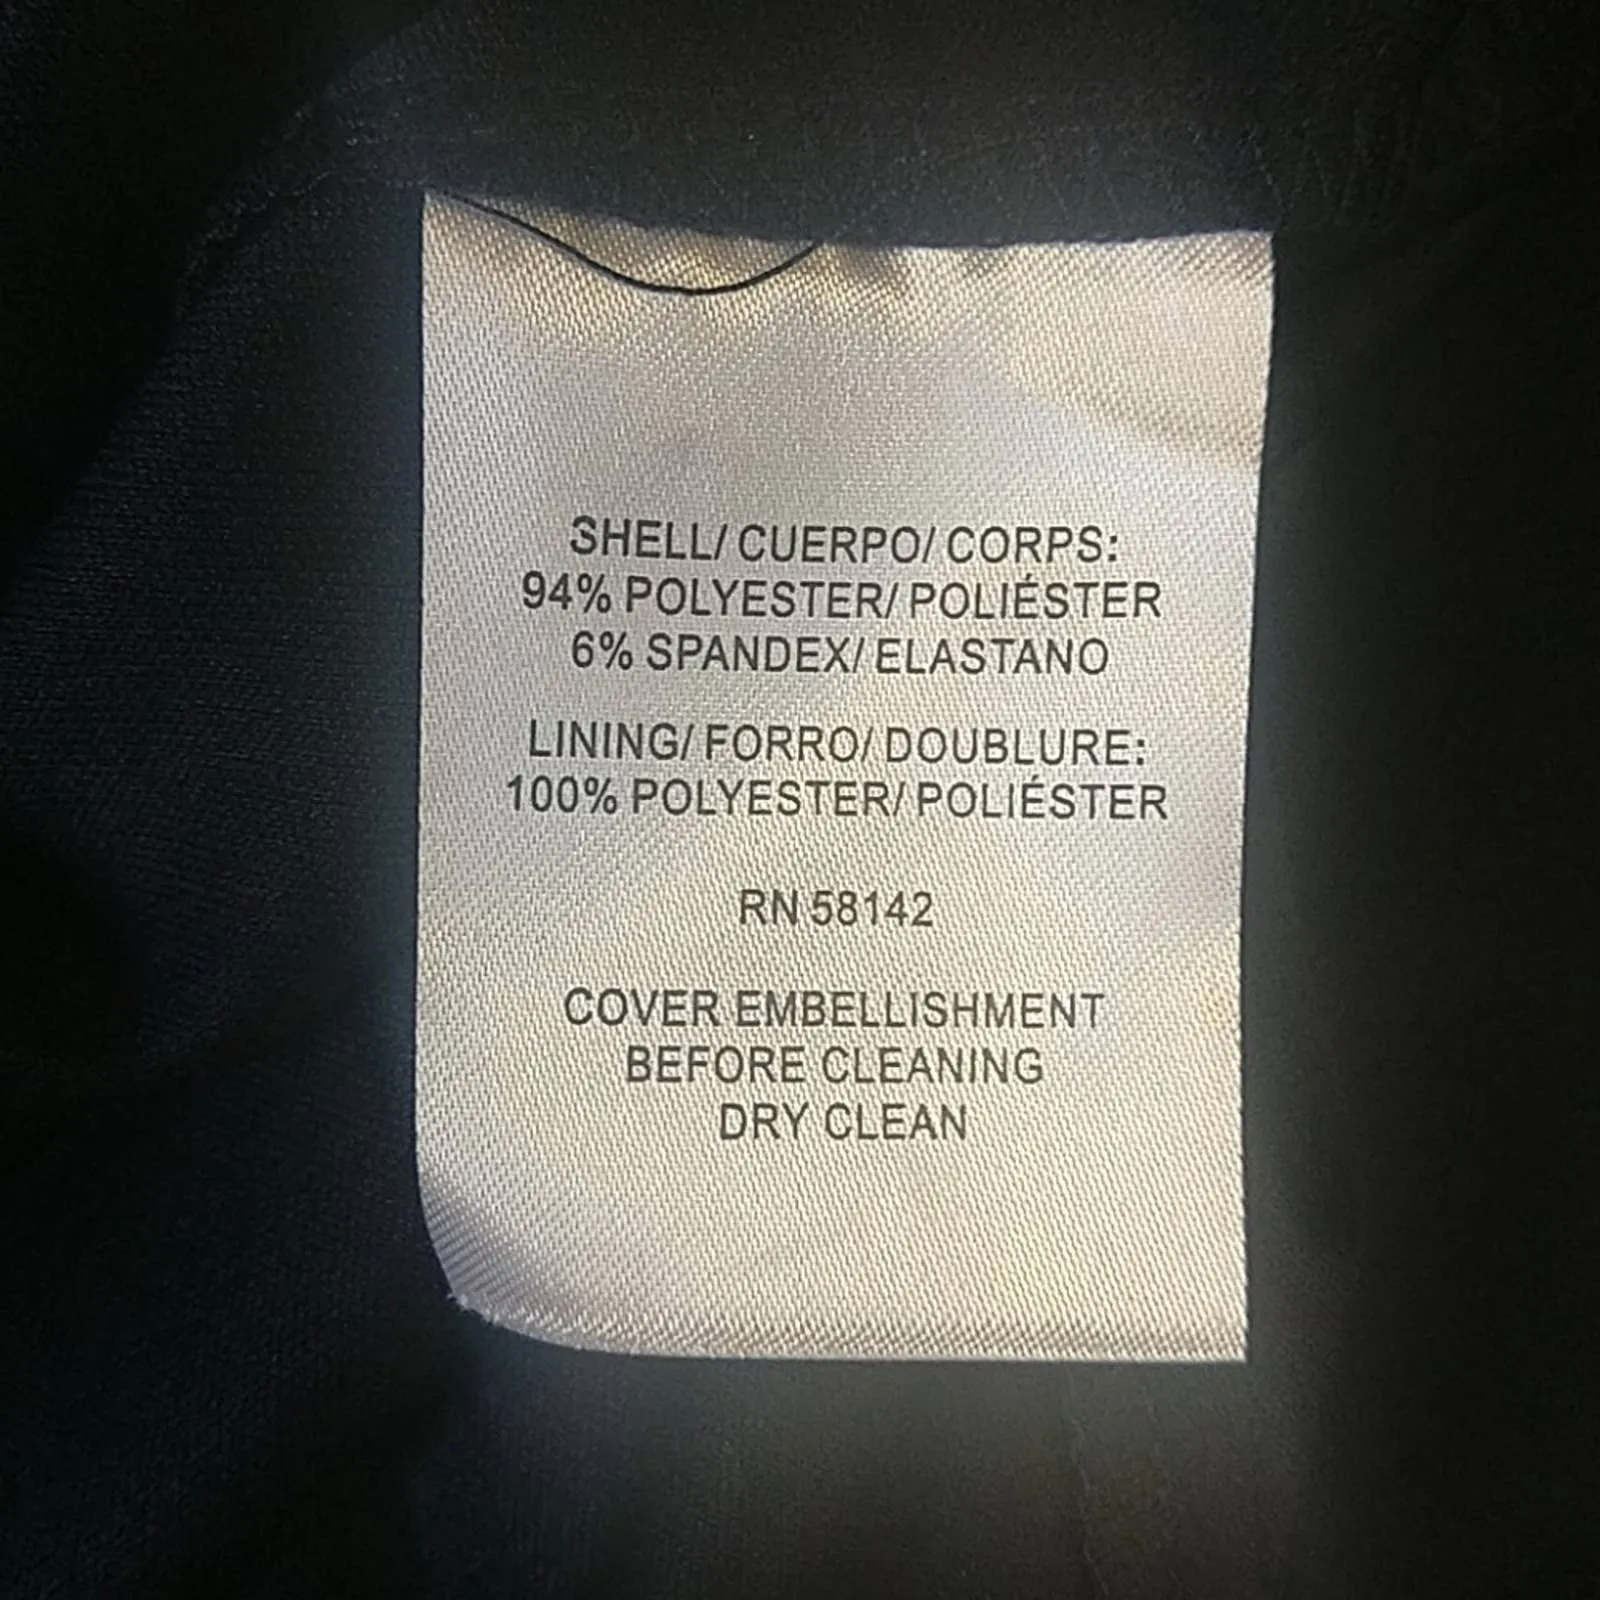 SHELL/ CUERPO/ CORPS:
94% POLYESTER/ POLIÉSTER
6% SPANDEX/ ELASTANO
LINING/ FORRO/ DOUBLURE:
100% POLYESTER/ POLIÉSTER
RN 58142
COVER EMBELLISHMENT
BEFORE CLEANING
DRY CLEAN